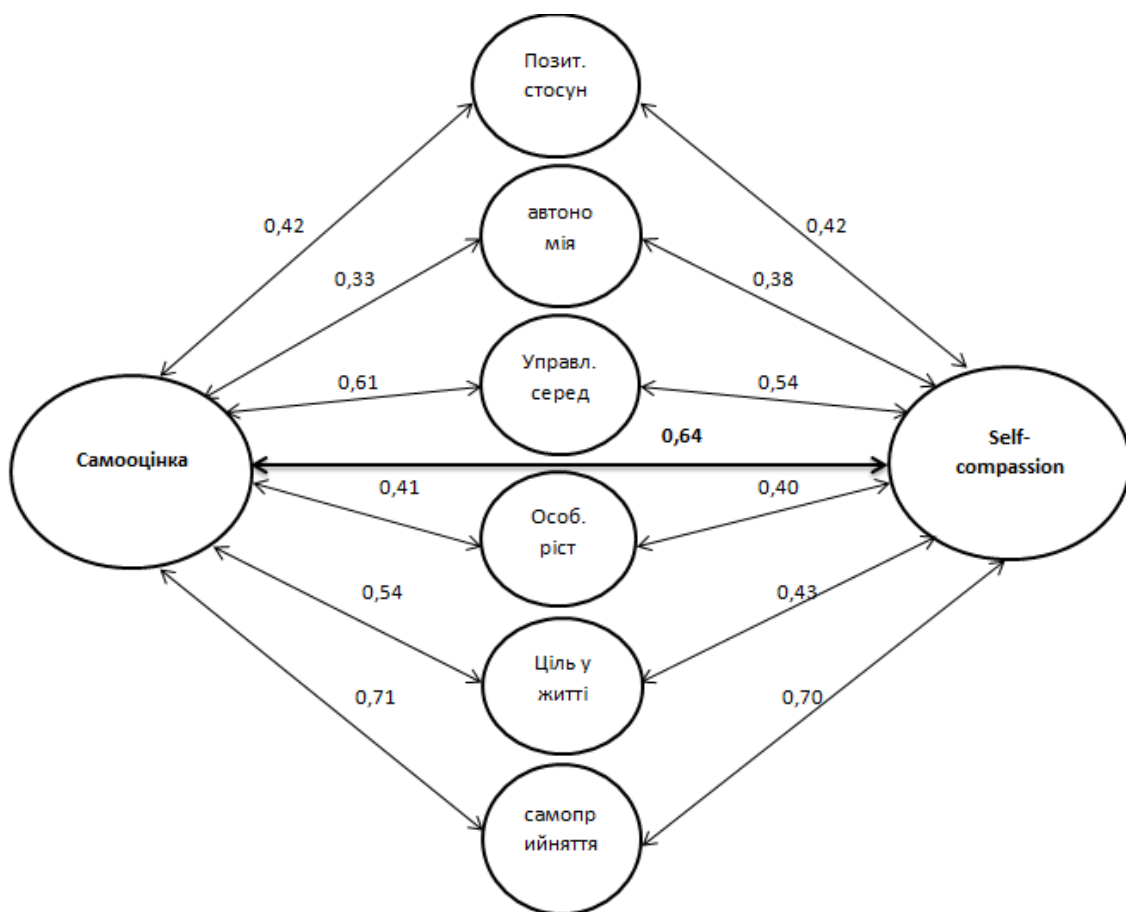 Позит.
стосун
0,42
0,42
автоно
мія
0,33
0,38
Управл.
серед
0,61
0,54
0,64
Самооцінка
Self-
compassion
0,41
0,40
Особ.
ріст
0,54
0,43
Ціль у
житті
0,71
0,70
самопр
ийняття